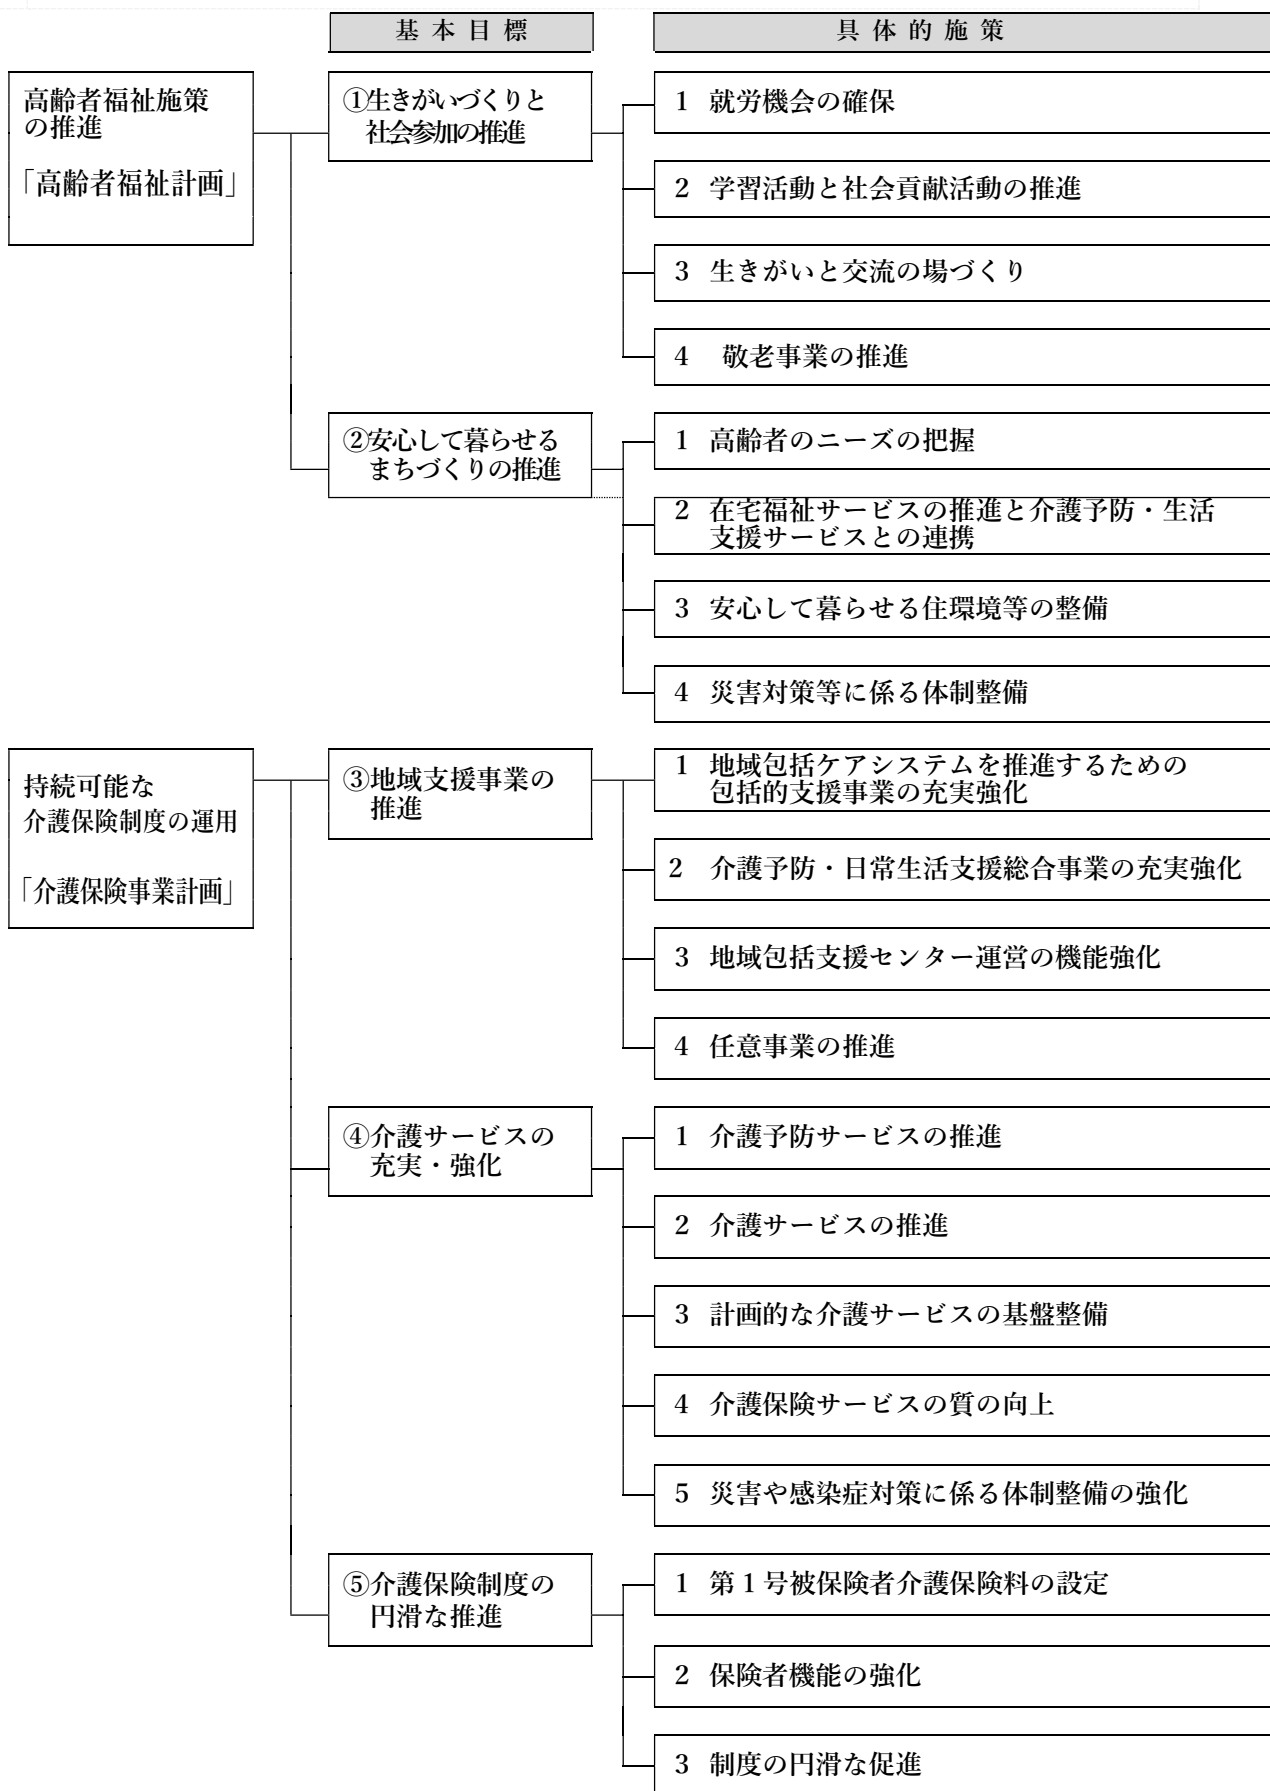 基本目標
具体的施策
高齢者福祉施策
の推進
「高齢者福祉計画」
①生きがいづくりと
社会参加の推進
1 就労機会の確保
2 学習活動と社会貢献活動の推進
3 生きがいと交流の場づくり
4 敬老事業の推進
②安心して暮らせる
まちづくりの推進
1 高齢者のニーズの把握
2 在宅福祉サービスの推進と介護予防・生活
支援サービスとの連携
3 安心して暮らせる住環境等の整備
4 災害対策等に係る体制整備
持続可能な
介護保険制度の運用
「介護保険事業計画」
③地域支援事業の
推進
1 地域包括ケアシステムを推進するための
包括的支援事業の充実強化
2 介護予防・日常生活支援総合事業の充実強化
3 地域包括支援センター運営の機能強化
4 任意事業の推進
④介護サービスの
充実・強化
1 介護予防サービスの推進
2 介護サービスの推進
3 計画的な介護サービスの基盤整備
4 介護保険サービスの質の向上
5 災害や感染症対策に係る体制整備の強化
⑤介護保険制度の
円滑な推進
1 第1号被保険者介護保険料の設定
2 保険者機能の強化
3 制度の円滑な促進